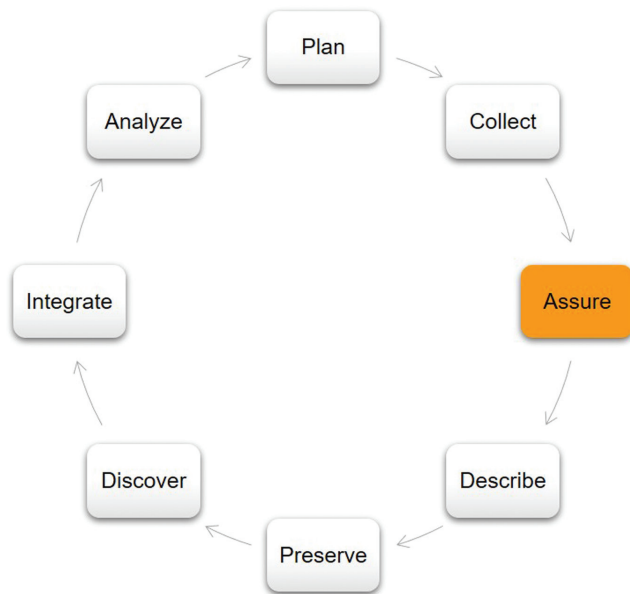 Plan
Collect
Assure
Describe
Preserve
Discover
Integrate
Analyze